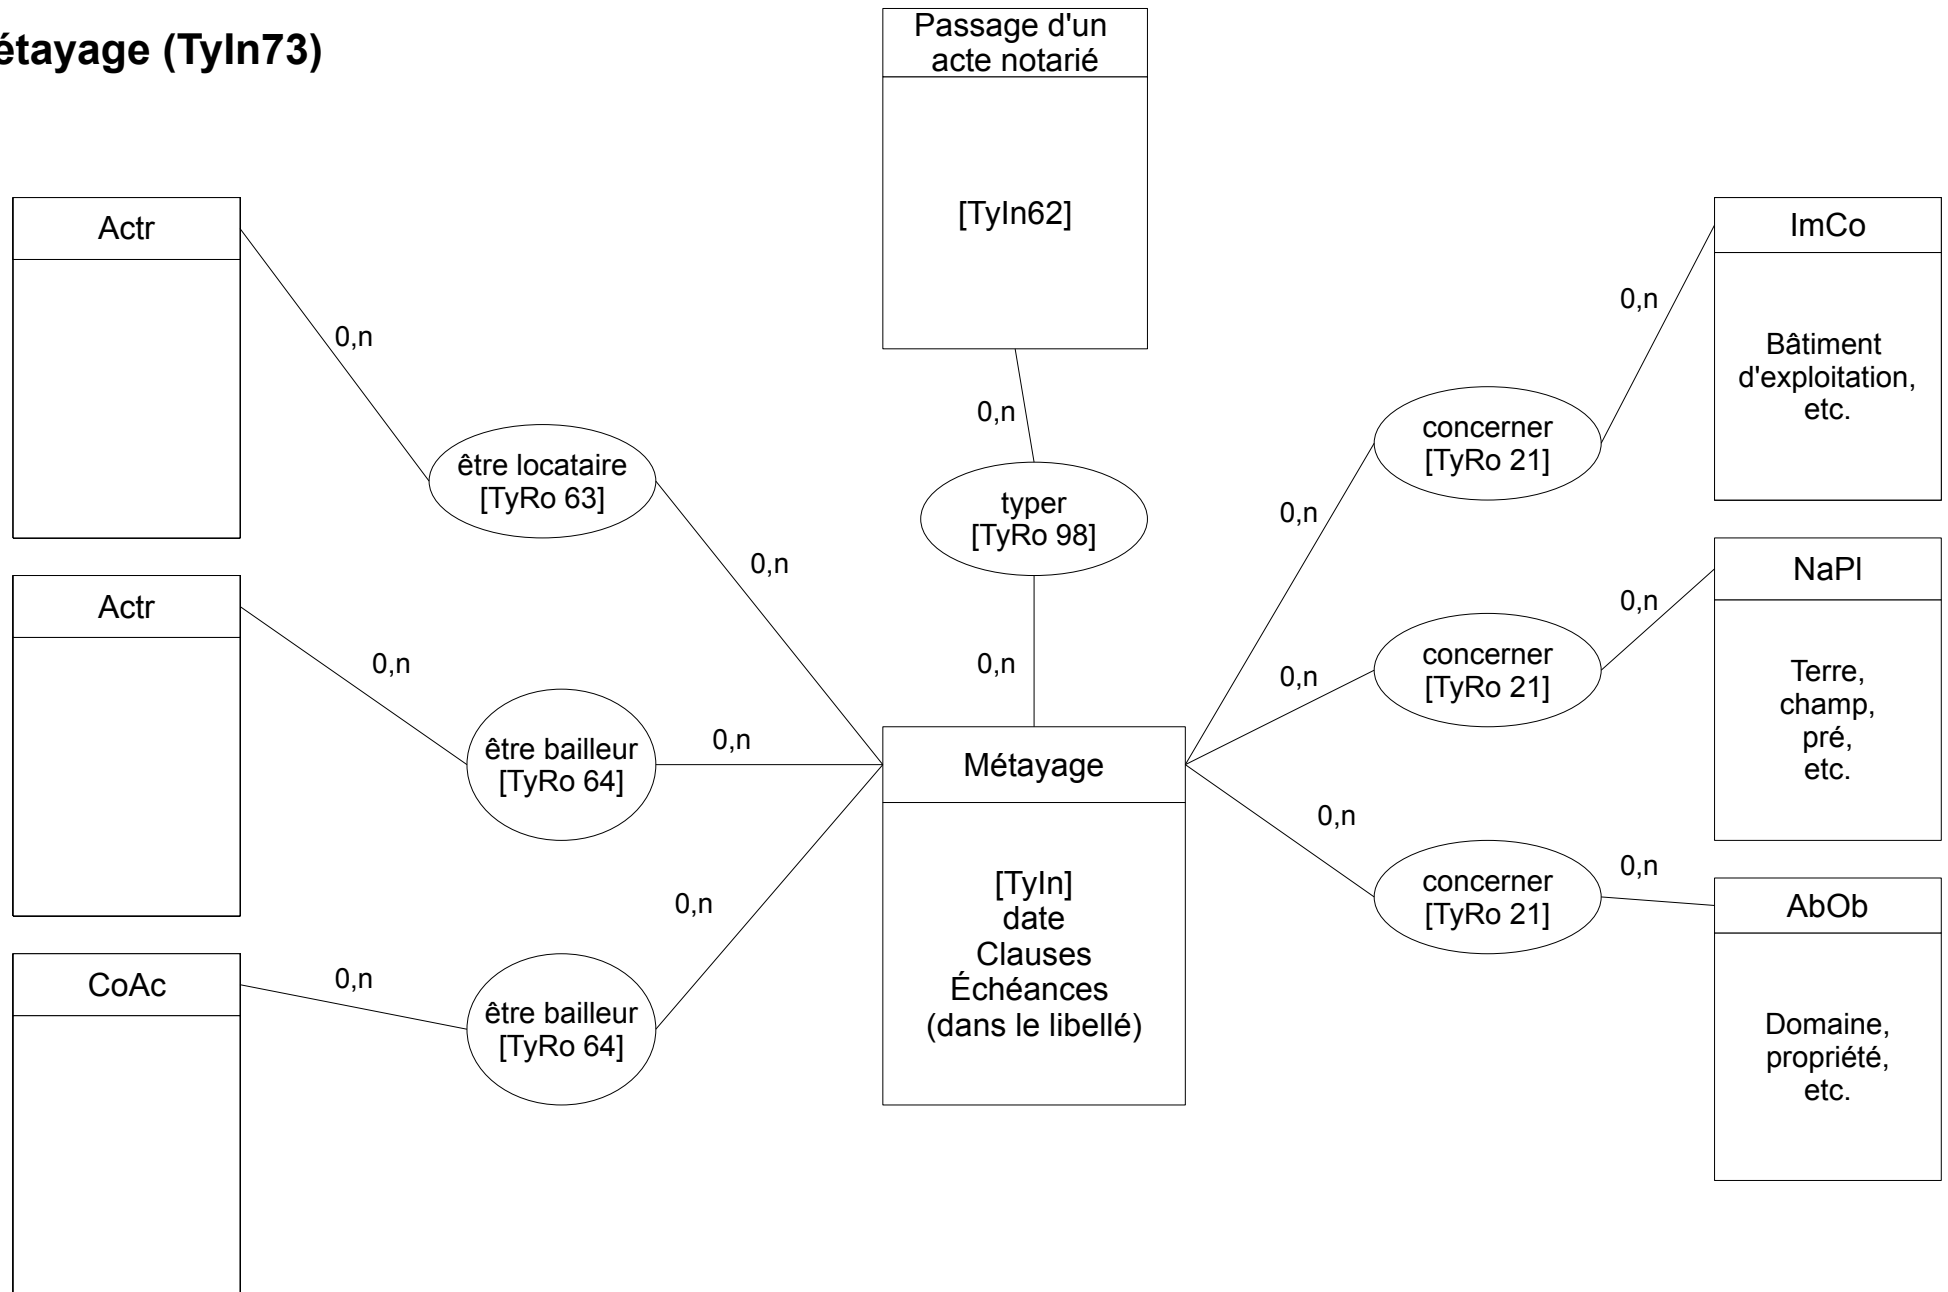 étayage (TyIn73)
Passage d'un
acte notarié
[TyIn62]
Actr
ImCo
Bâtiment
d'exploitation,
etc.
0,n
0,n
0,n
être locataire
[TyRo 63]
typer
[TyRo 98]
concerner
[TyRo 21]
0,n
0,n
Actr
NaPl
Terre,
champ,
pré,
etc.
0,n
0,n
0,n
0,n
concerner
[TyRo 21]
être bailleur
[TyRo 64]
0,n
Métayage
[TyIn]
date
Clauses
Échéances
(dans le libellé)
0,n
0,n
0,n
concerner
[TyRo 21]
AbOb
Domaine,
propriété,
etc.
CoAc
0,n
être bailleur
[TyRo 64]